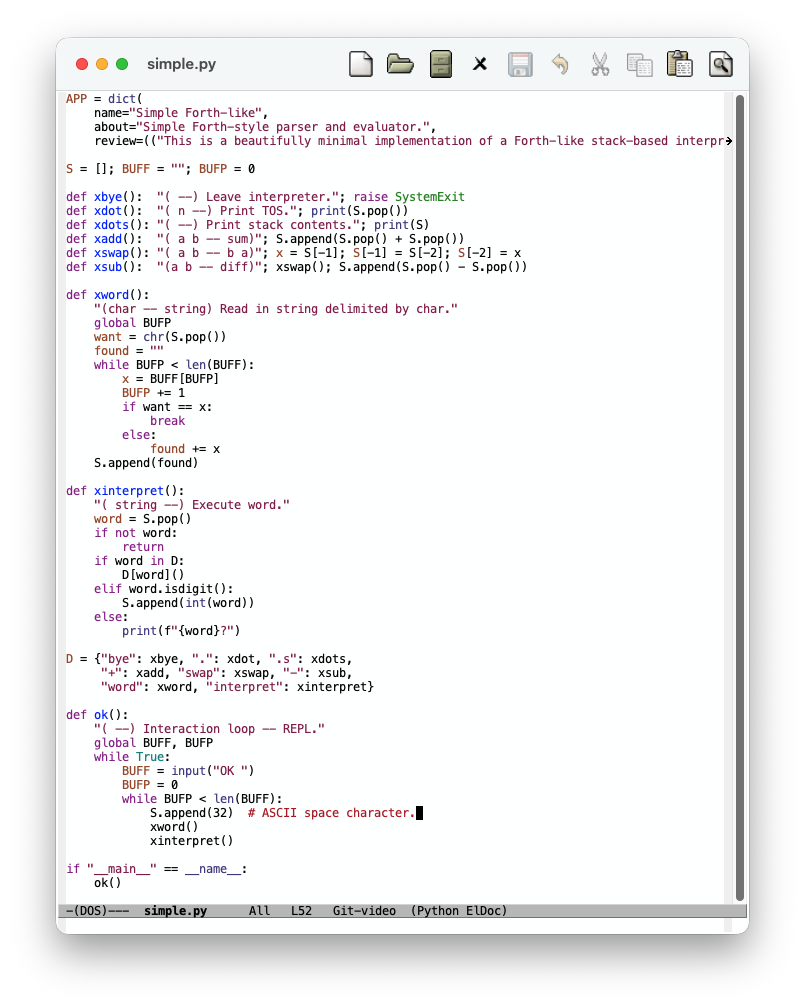 simple.py
APP = dict(
    name="Simple Forth-like",
    about="Simple Forth-style parser and evaluator.",
    review=(("This is a beautifully minimal implementation of a Forth-like stack-based interpr

S = []; BUFF = ""; BUFP = 0

def xbye():  "( --) Leave interpreter."; raise SystemExit
def xdot():  "( n --) Print TOS."; print(S.pop())
def xdots(): "( --) Print stack contents."; print(S)
def xadd():  "( a b -- sum)"; S.append(S.pop() + S.pop())
def xswap(): "( a b -- b a)"; x = S[-1]; S[-1] = S[-2]; S[-2] = x
def xsub():  "(a b -- diff)"; xswap(); S.append(S.pop() - S.pop())

def xword():
    "(char -- string) Read in string delimited by char."
    global BUFP
    want = chr(S.pop())
    found = ""
    while BUFP < len(BUFF):
        x = BUFF[BUFP]
        BUFP += 1
        if want == x:
            break
        else:
            found += x
    S.append(found)

def xinterpret():
    "( string --) Execute word."
    word = S.pop()
    if not word:
        return
    if word in D:
        D[word]()
    elif word.isdigit():
        S.append(int(word))
    else:
        print(f"{word}?")

D = {"bye": xbye, ".": xdot, ".s": xdots,
     "+": xadd, "swap": xswap, "-": xsub,
     "word": xword, "interpret": xinterpret}

def ok():
    "( --) Interaction loop -- REPL."
    global BUFF, BUFP
    while True:
        BUFF = input("OK ")
        BUFP = 0
        while BUFP < len(BUFF):
            S.append(32)  # ASCII space character.
            xword()
            xinterpret()

if "__main__" == __name__:
    ok()
-(DOS)---  simple.py      All   L52   Git-video  (Python ElDoc)